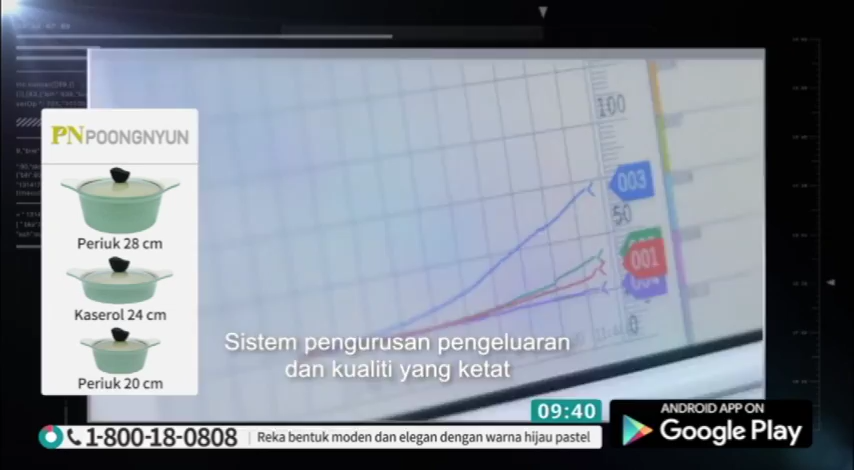 PN POONGNYUN
Periuk 28 cm
Kaserol 24 cm
Periuk 20 cm
100
003
50
001
0
Sistem pengurusan pengeluaran
dan kualiti yang ketat
09:40
1-800-18-0808
Reka bentuk moden dan elegan dengan warna hijau pastel
ANDROID APP ON
Google Play